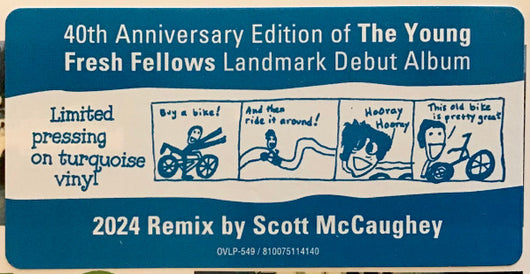 40th Anniversary Edition of The Young
Fresh Fellows Landmark Debut Album
Limited
pressing
on turquoise
vinyl
Buy a bike!
And then
ride it around!
Hooray
Hooray
This old bike
is pretty great
2024 Remix by Scott McCaughey
OVLP-549 / 810075114140